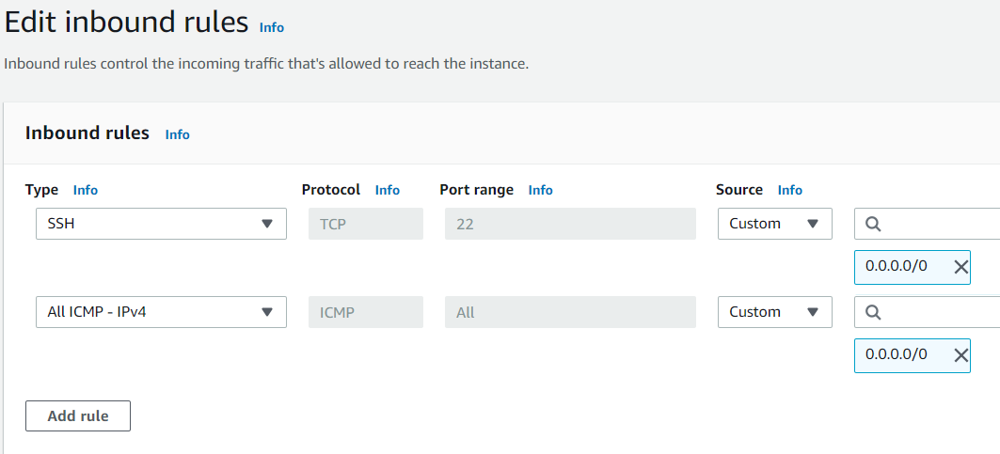 Edit inbound rules Info
Inbound rules control the incoming traffic that's allowed to reach the instance.
Inbound rules Info
Type Info Protocol Info Port range Info Source Info
SSH TCP 22 Custom
0.0.0.0/0
All ICMP - IPv4 ICMP All Custom
0.0.0.0/0
Add rule